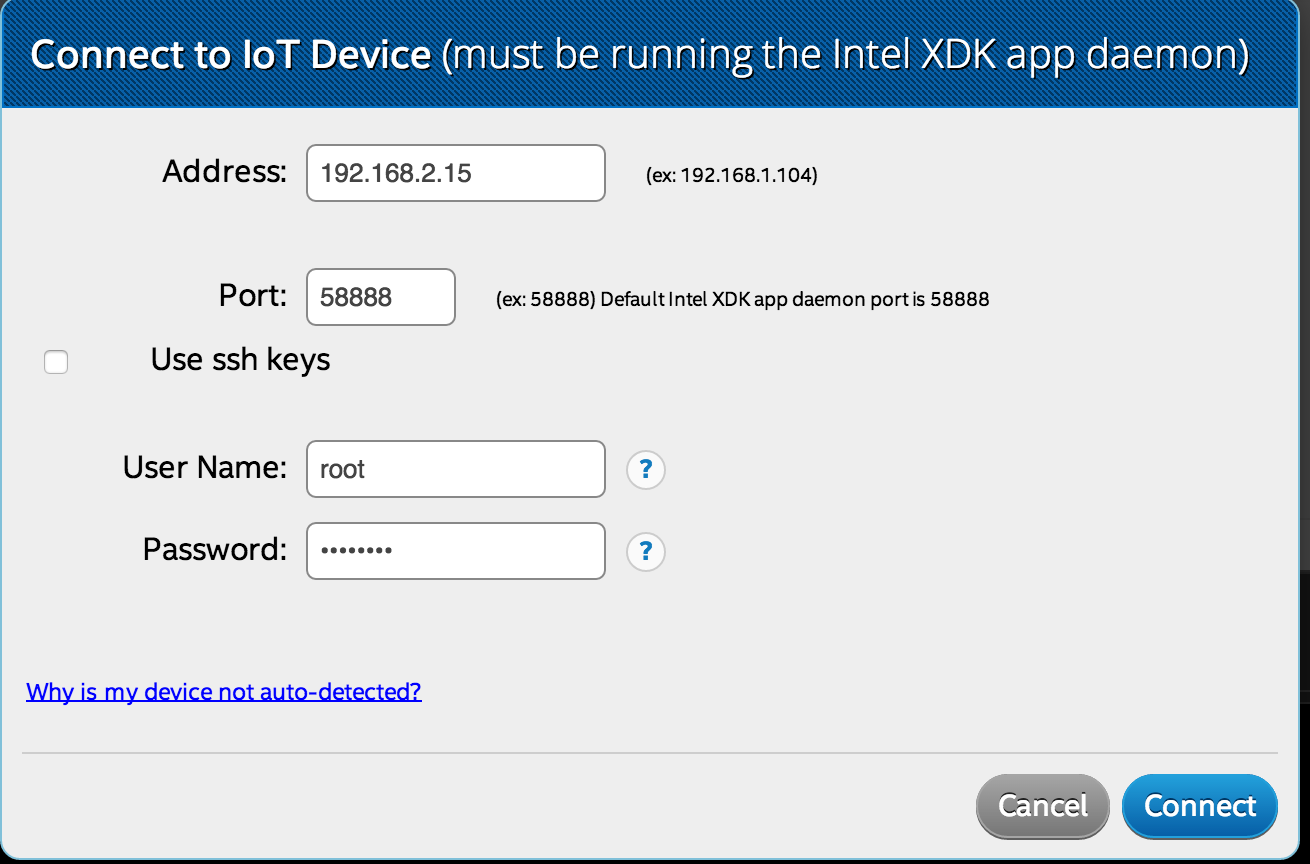 Connect to IoT Device (must be running the Intel XDK app daemon)
Address: 192.168.2.15 (ex: 192.168.1.104)
Port: 58888 (ex: 58888) Default Intel XDK app daemon port is 58888
Use ssh keys
User Name: root ?
Password: •••••••• ?
Why is my device not auto-detected?
Cancel Connect